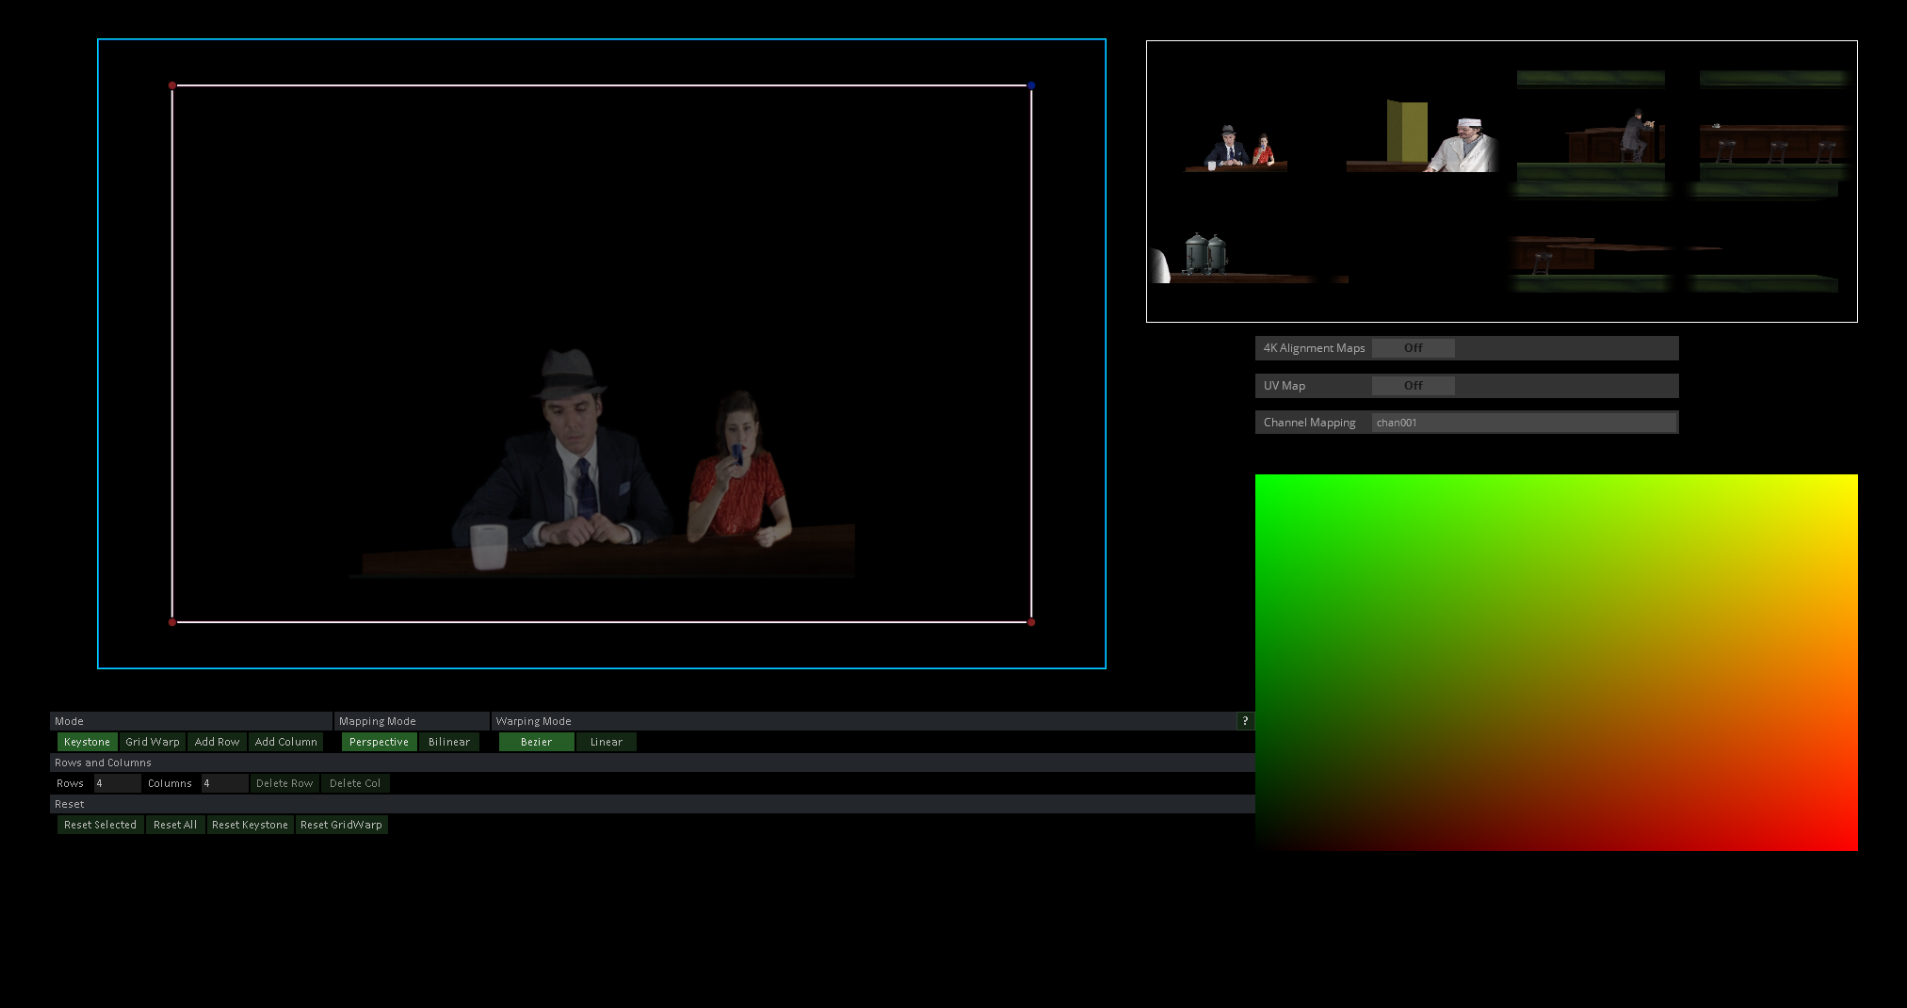 4K Alignment Maps Off
UV Map Off
Channel Mapping chan001
Mode Mapping Mode Warping Mode ?
Keystone Grid Warp Add Row Add Column Perspective Bilinear Bezier Linear
Rows and Columns
Rows 4 Columns 4 Delete Row Delete Col
Reset
Reset Selected Reset All Reset Keystone Reset GridWarp